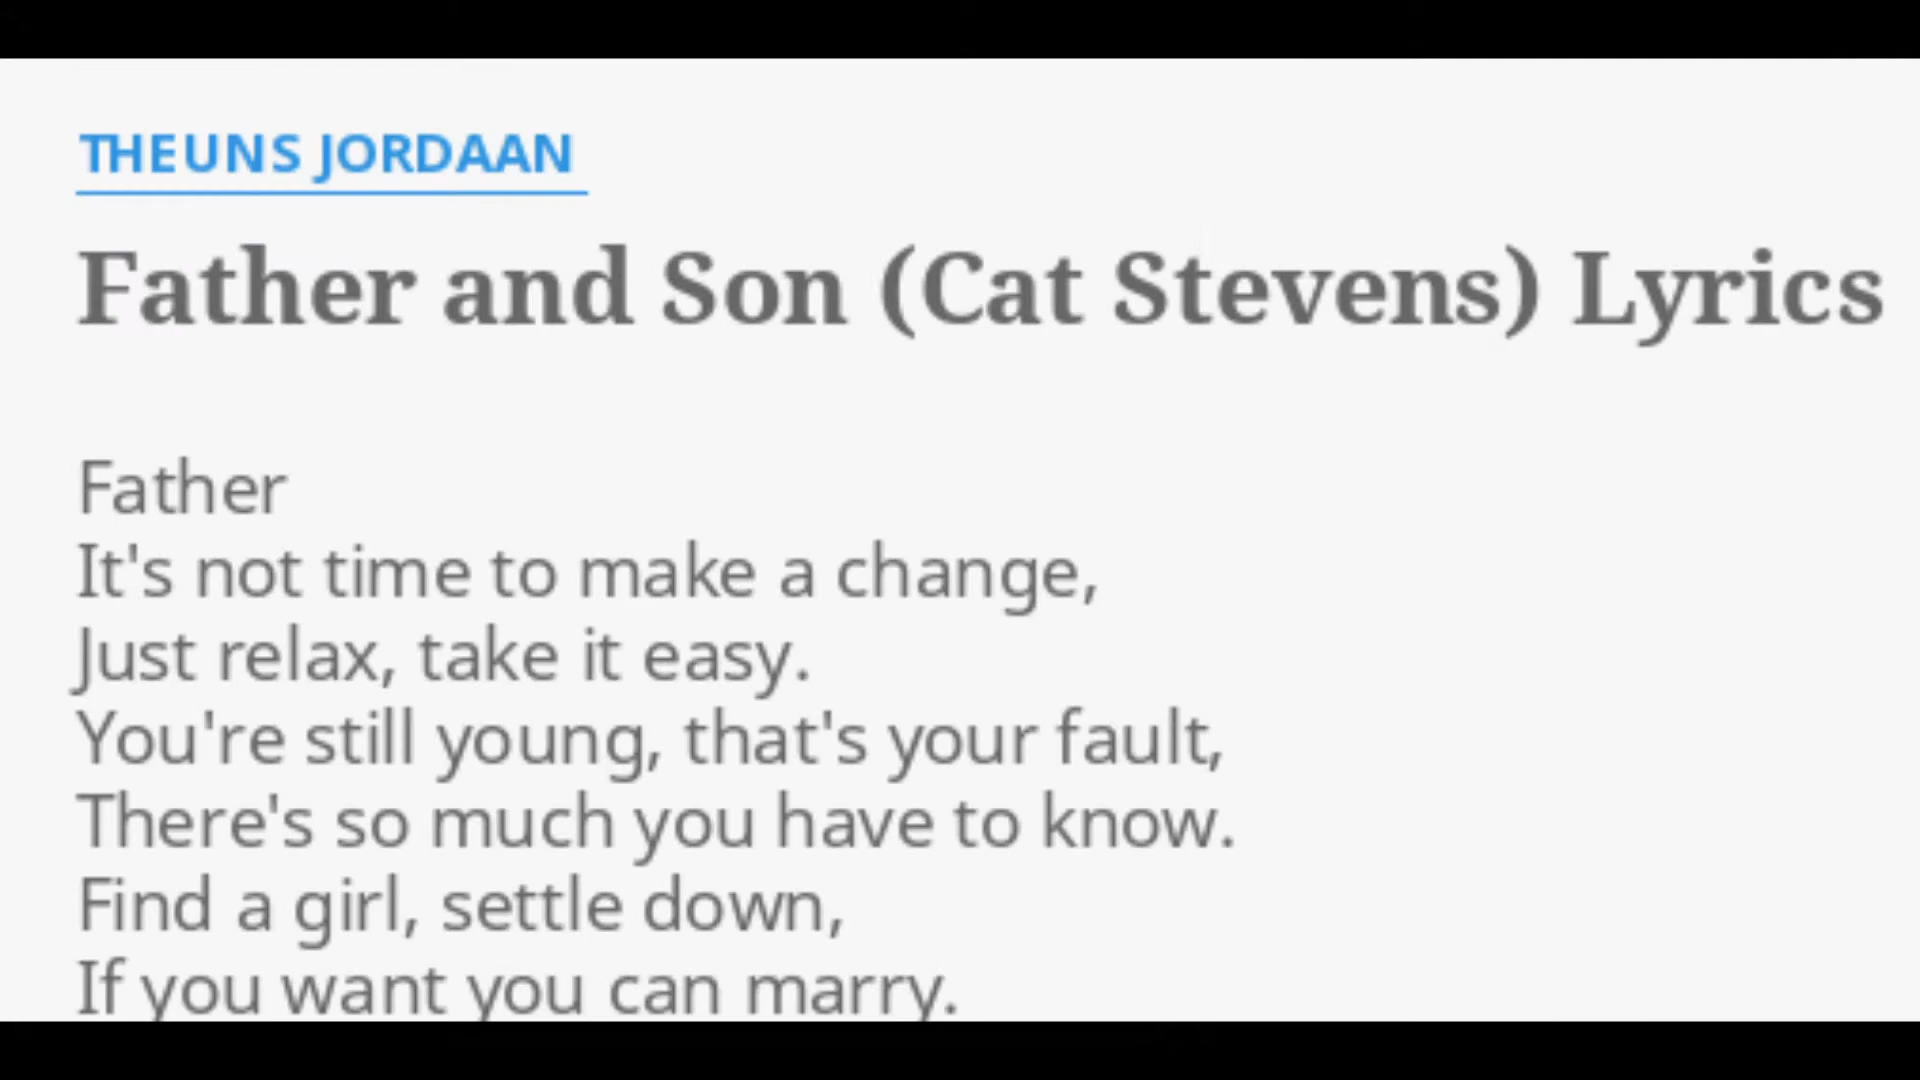 THEUNS JORDAAN
Father and Son (Cat Stevens) Lyrics
Father
It's not time to make a change,
Just relax, take it easy.
You're still young, that's your fault,
There's so much you have to know.
Find a girl, settle down,
If you want you can marry.